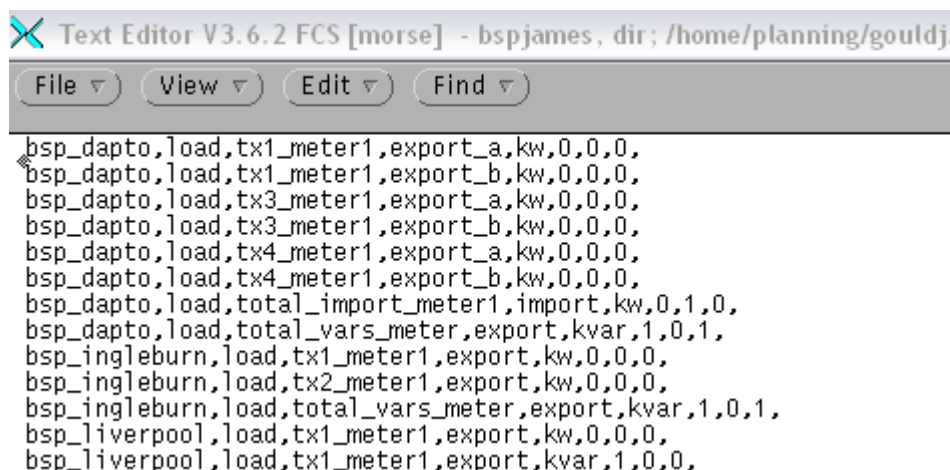 Text Editor V3.6.2 FCS [morse] - bspjames, dir; /home/planning/gouldj
File View Edit Find
bsp_dapto,load,tx1_meter1,export_a,kw,0,0,0,
bsp_dapto,load,tx1_meter1,export_b,kw,0,0,0,
bsp_dapto,load,tx3_meter1,export_a,kw,0,0,0,
bsp_dapto,load,tx3_meter1,export_b,kw,0,0,0,
bsp_dapto,load,tx4_meter1,export_a,kw,0,0,0,
bsp_dapto,load,tx4_meter1,export_b,kw,0,0,0,
bsp_dapto,load,total_import_meter1,import,kw,0,1,0,
bsp_dapto,load,total_vars_meter,export,kvar,1,0,1,
bsp_ingleburn,load,tx1_meter1,export,kw,0,0,0,
bsp_ingleburn,load,tx2_meter1,export,kw,0,0,0,
bsp_ingleburn,load,total_vars_meter,export,kvar,1,0,1,
bsp_liverpool,load,tx1_meter1,export,kw,0,0,0,
bsp_liverpool,load,tx1_meter1,export,kvar,1,0,0,